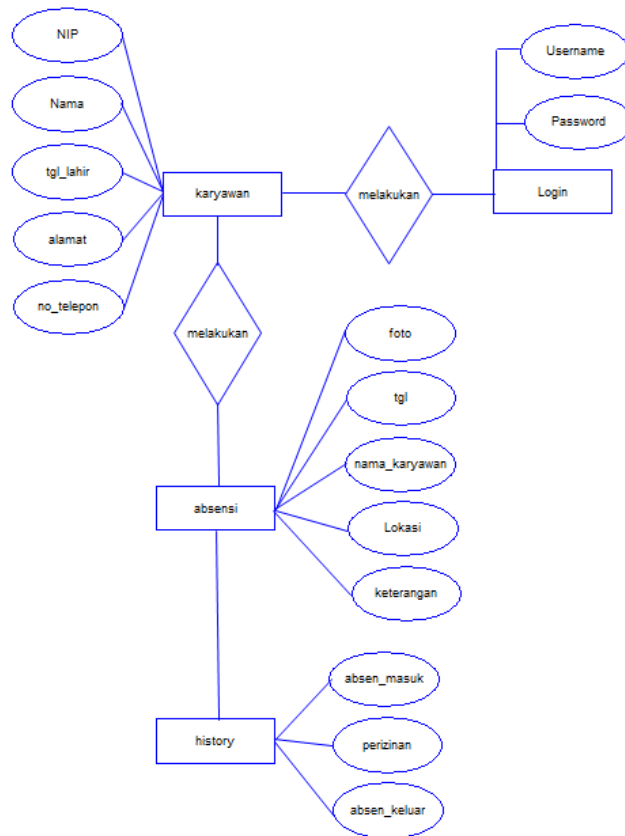 NIP
Username
Nama
Password
tgl_lahir
karyawan
melakukan
Login
alamat
no_telepon
melakukan
foto
tgl
nama_karyawan
absensi
Lokasi
keterangan
absen_masuk
history
perizinan
absen_keluar